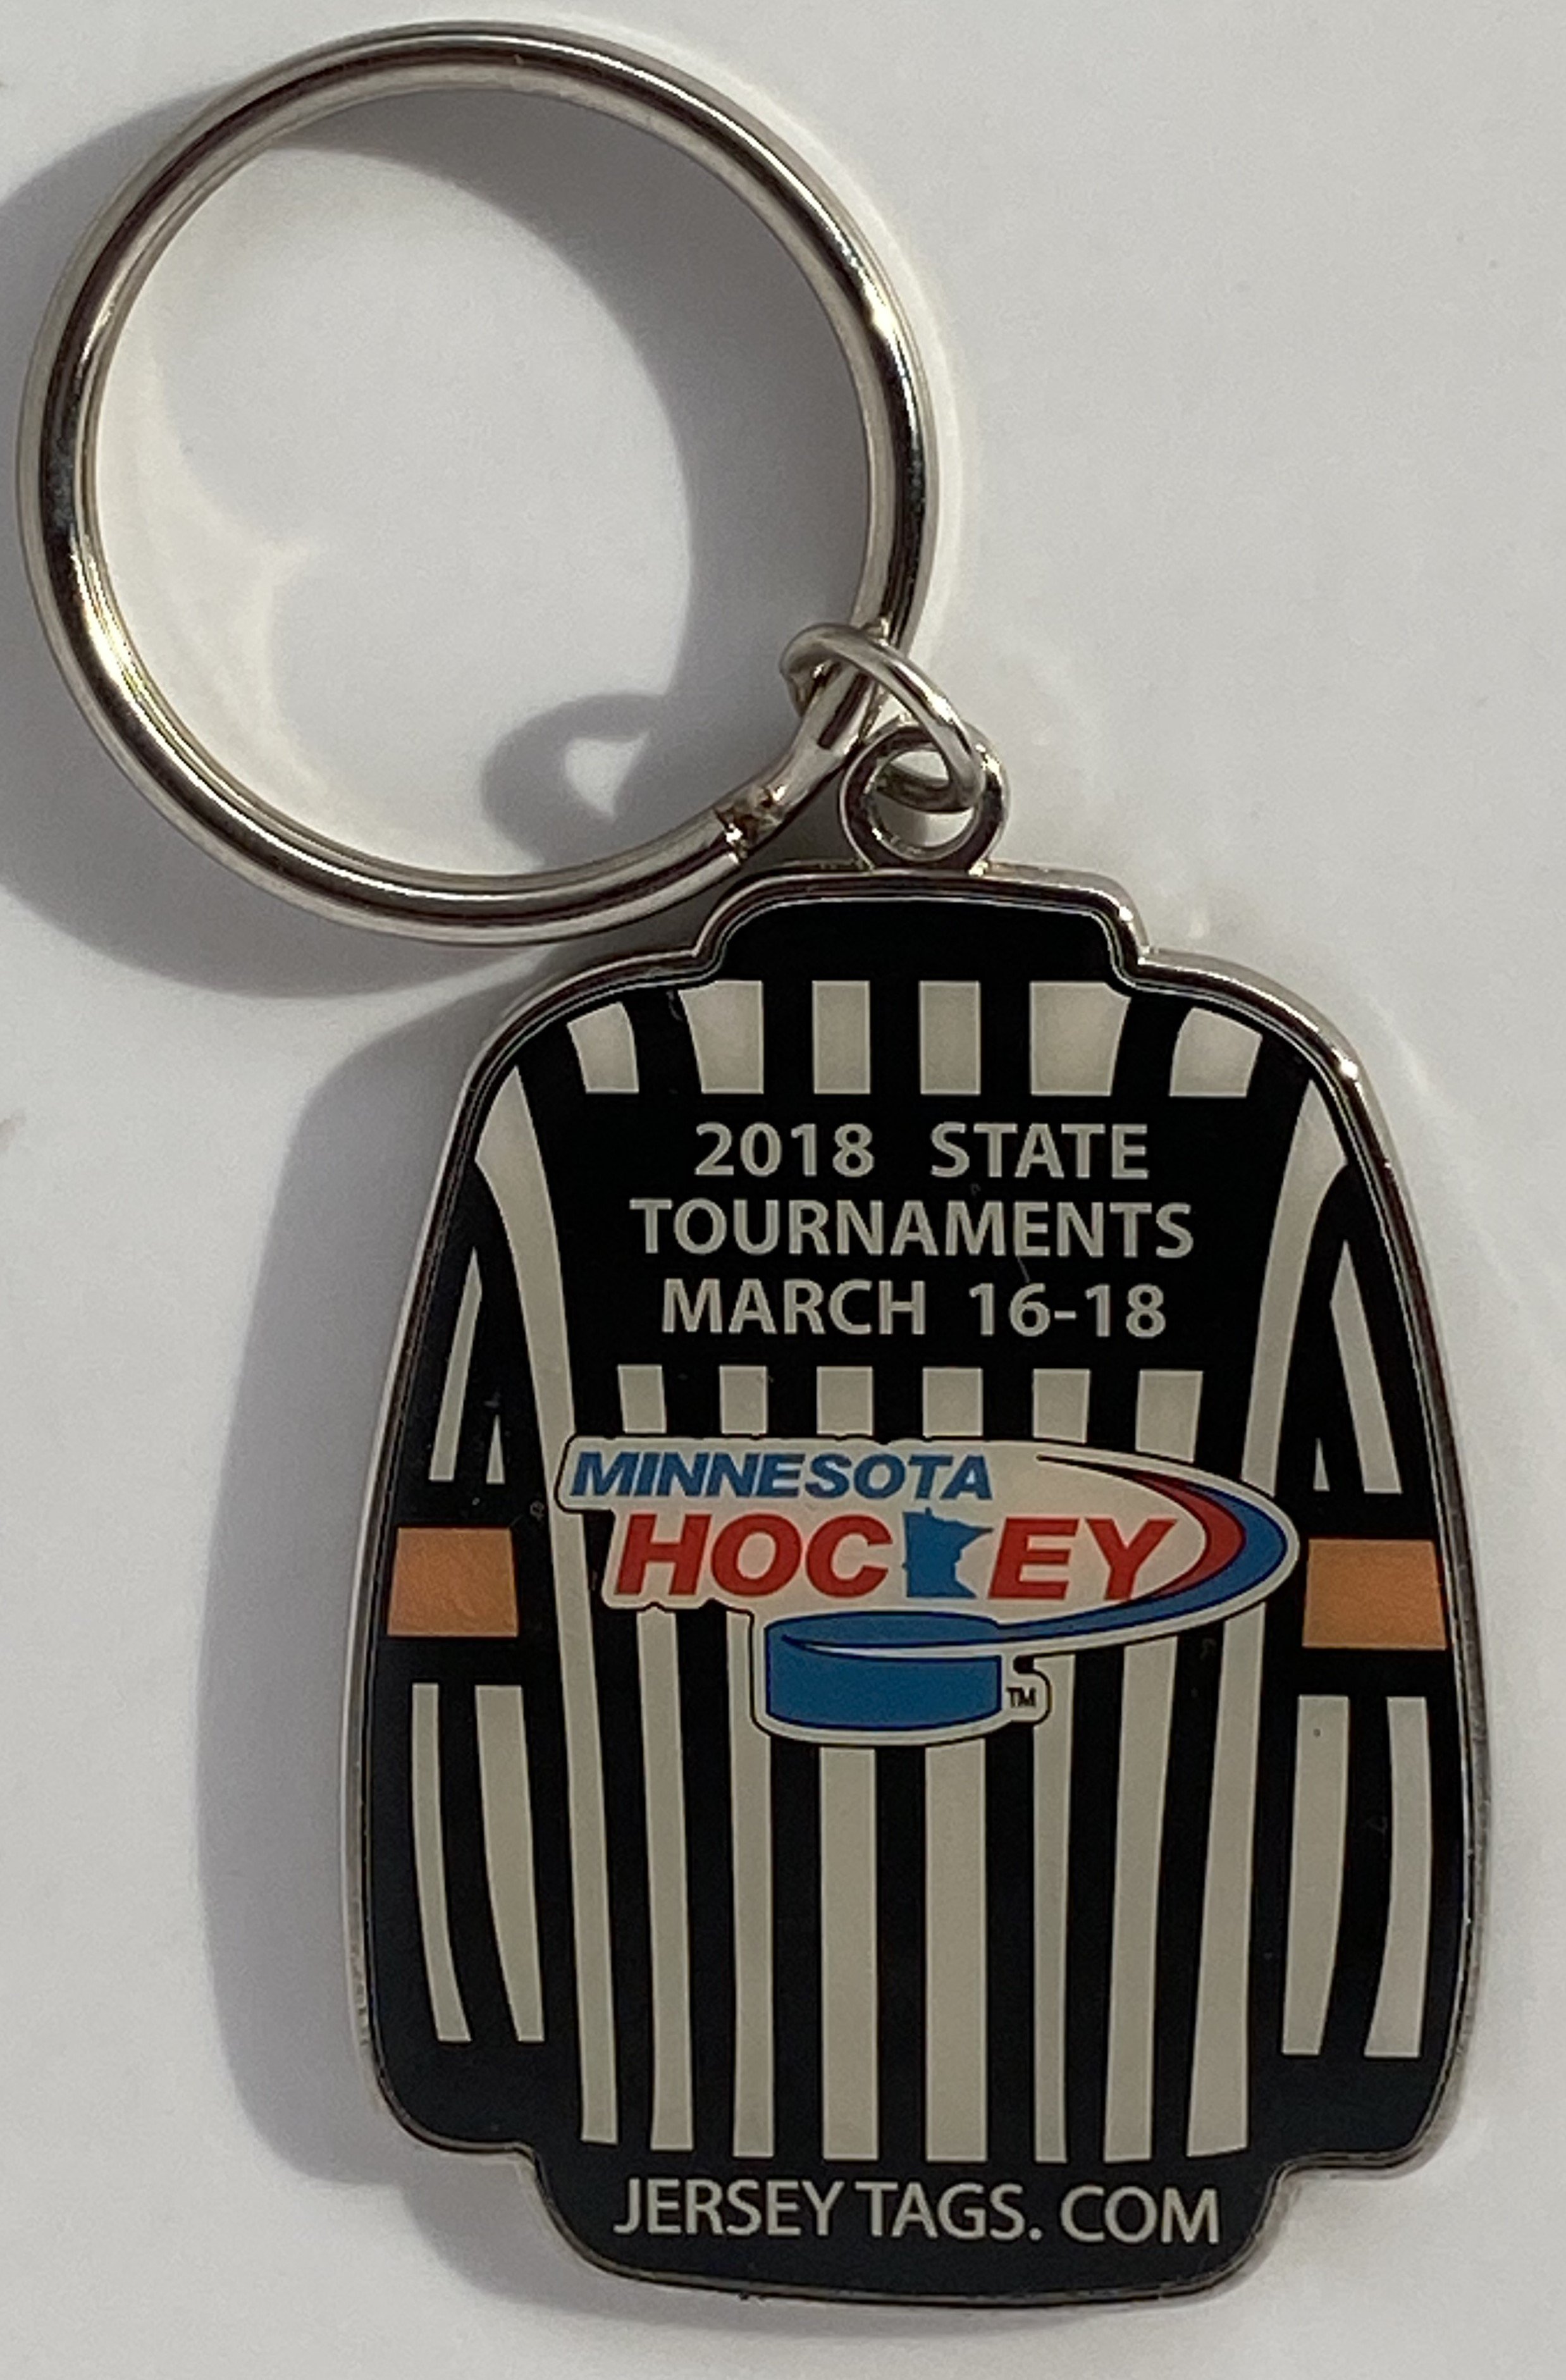 2018 STATE
TOURNAMENTS
MARCH 16-18
MINNESOTA
HOCKEY
TM
JERSEY TAGS. COM